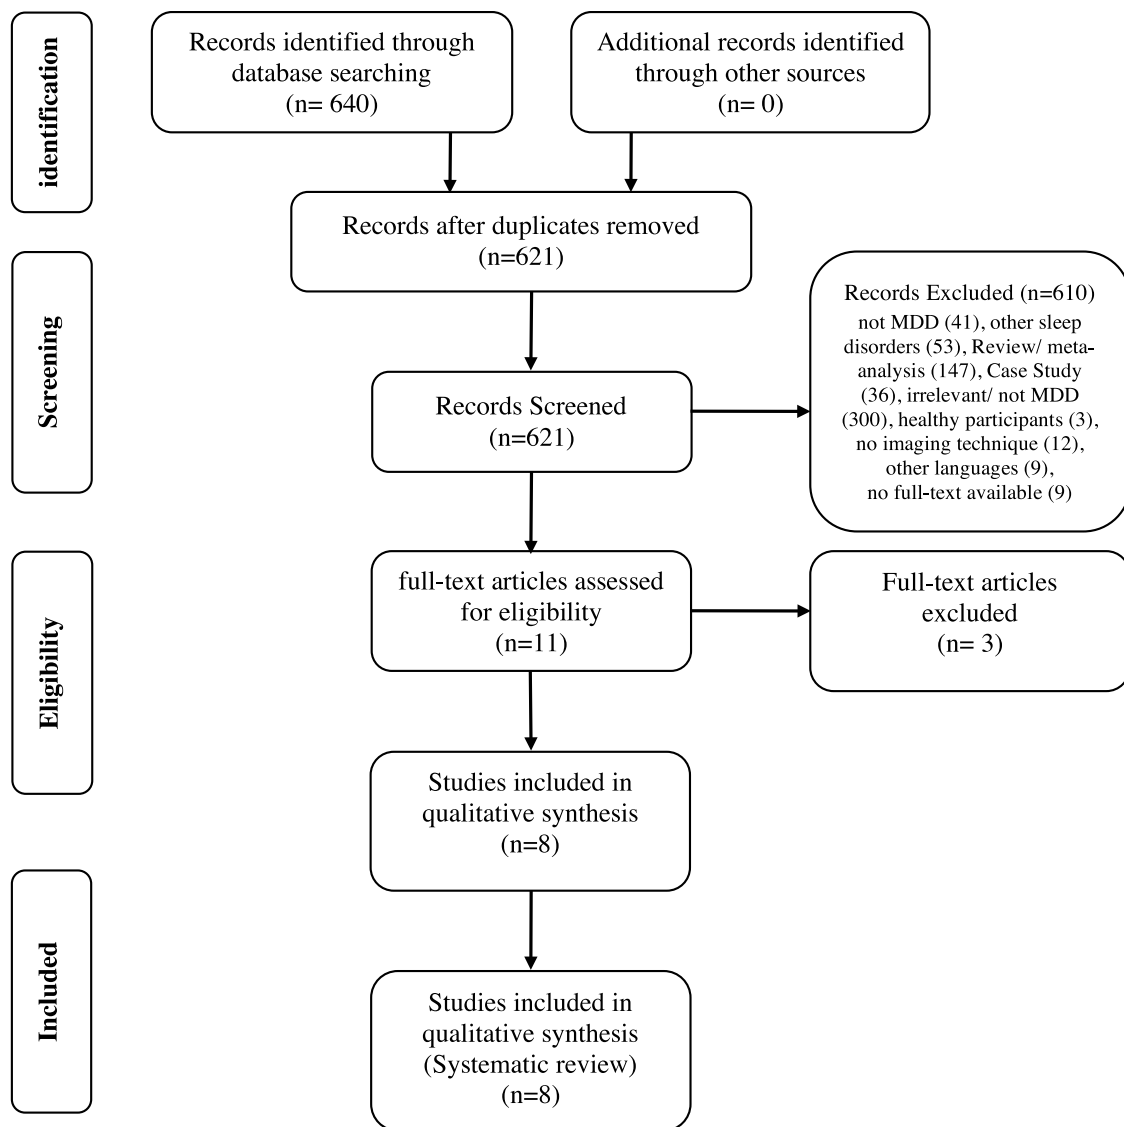 identification
Records identified through
database searching
(n= 640)
Additional records identified
through other sources
(n= 0)
Records after duplicates removed
(n=621)
Screening
Records Screened
(n=621)
Records Excluded (n=610)
not MDD (41), other sleep
disorders (53), Review/ meta-
analysis (147), Case Study
(36), irrelevant/ not MDD
(300), healthy participants (3),
no imaging technique (12),
other languages (9),
no full-text available (9)
Eligibility
full-text articles assessed
for eligibility
(n=11)
Full-text articles
excluded
(n= 3)
Studies included in
qualitative synthesis
(n=8)
Included
Studies included in
qualitative synthesis
(Systematic review)
(n=8)